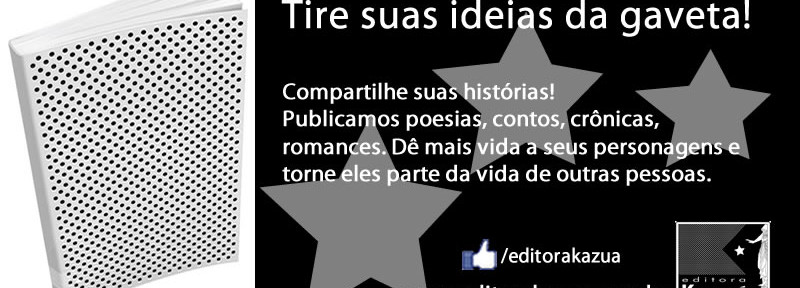 Tire suas ideias da gaveta!
Compartilhe suas histórias!
Publicamos poesias, contos, crônicas,
romances. Dê mais vida a seus personagens e
torne eles parte da vida de outras pessoas.
/editorakazua
editora